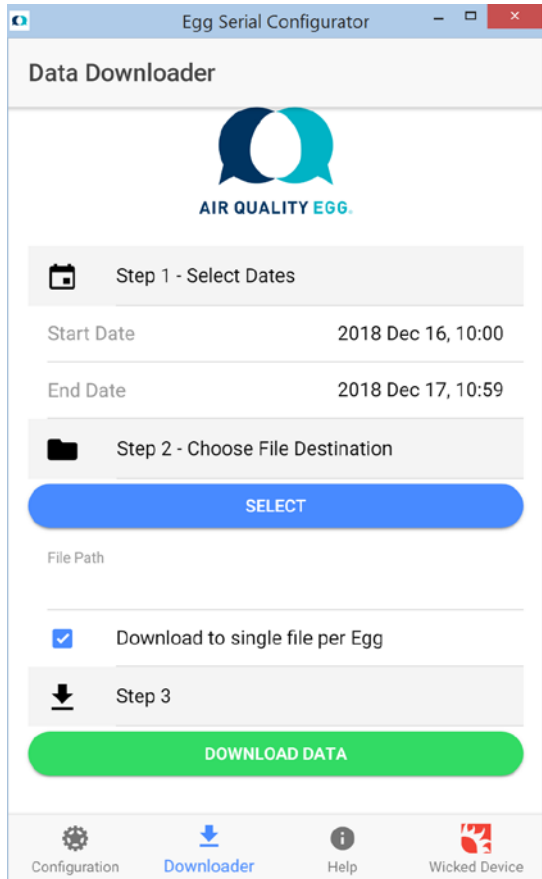 Egg Serial Configurator
Data Downloader
AIR QUALITY EGG.
Step 1 - Select Dates
Start Date 2018 Dec 16, 10:00
End Date 2018 Dec 17, 10:59
Step 2 - Choose File Destination
SELECT
File Path
Download to single file per Egg
Step 3
DOWNLOAD DATA
Configuration Downloader Help Wicked Device